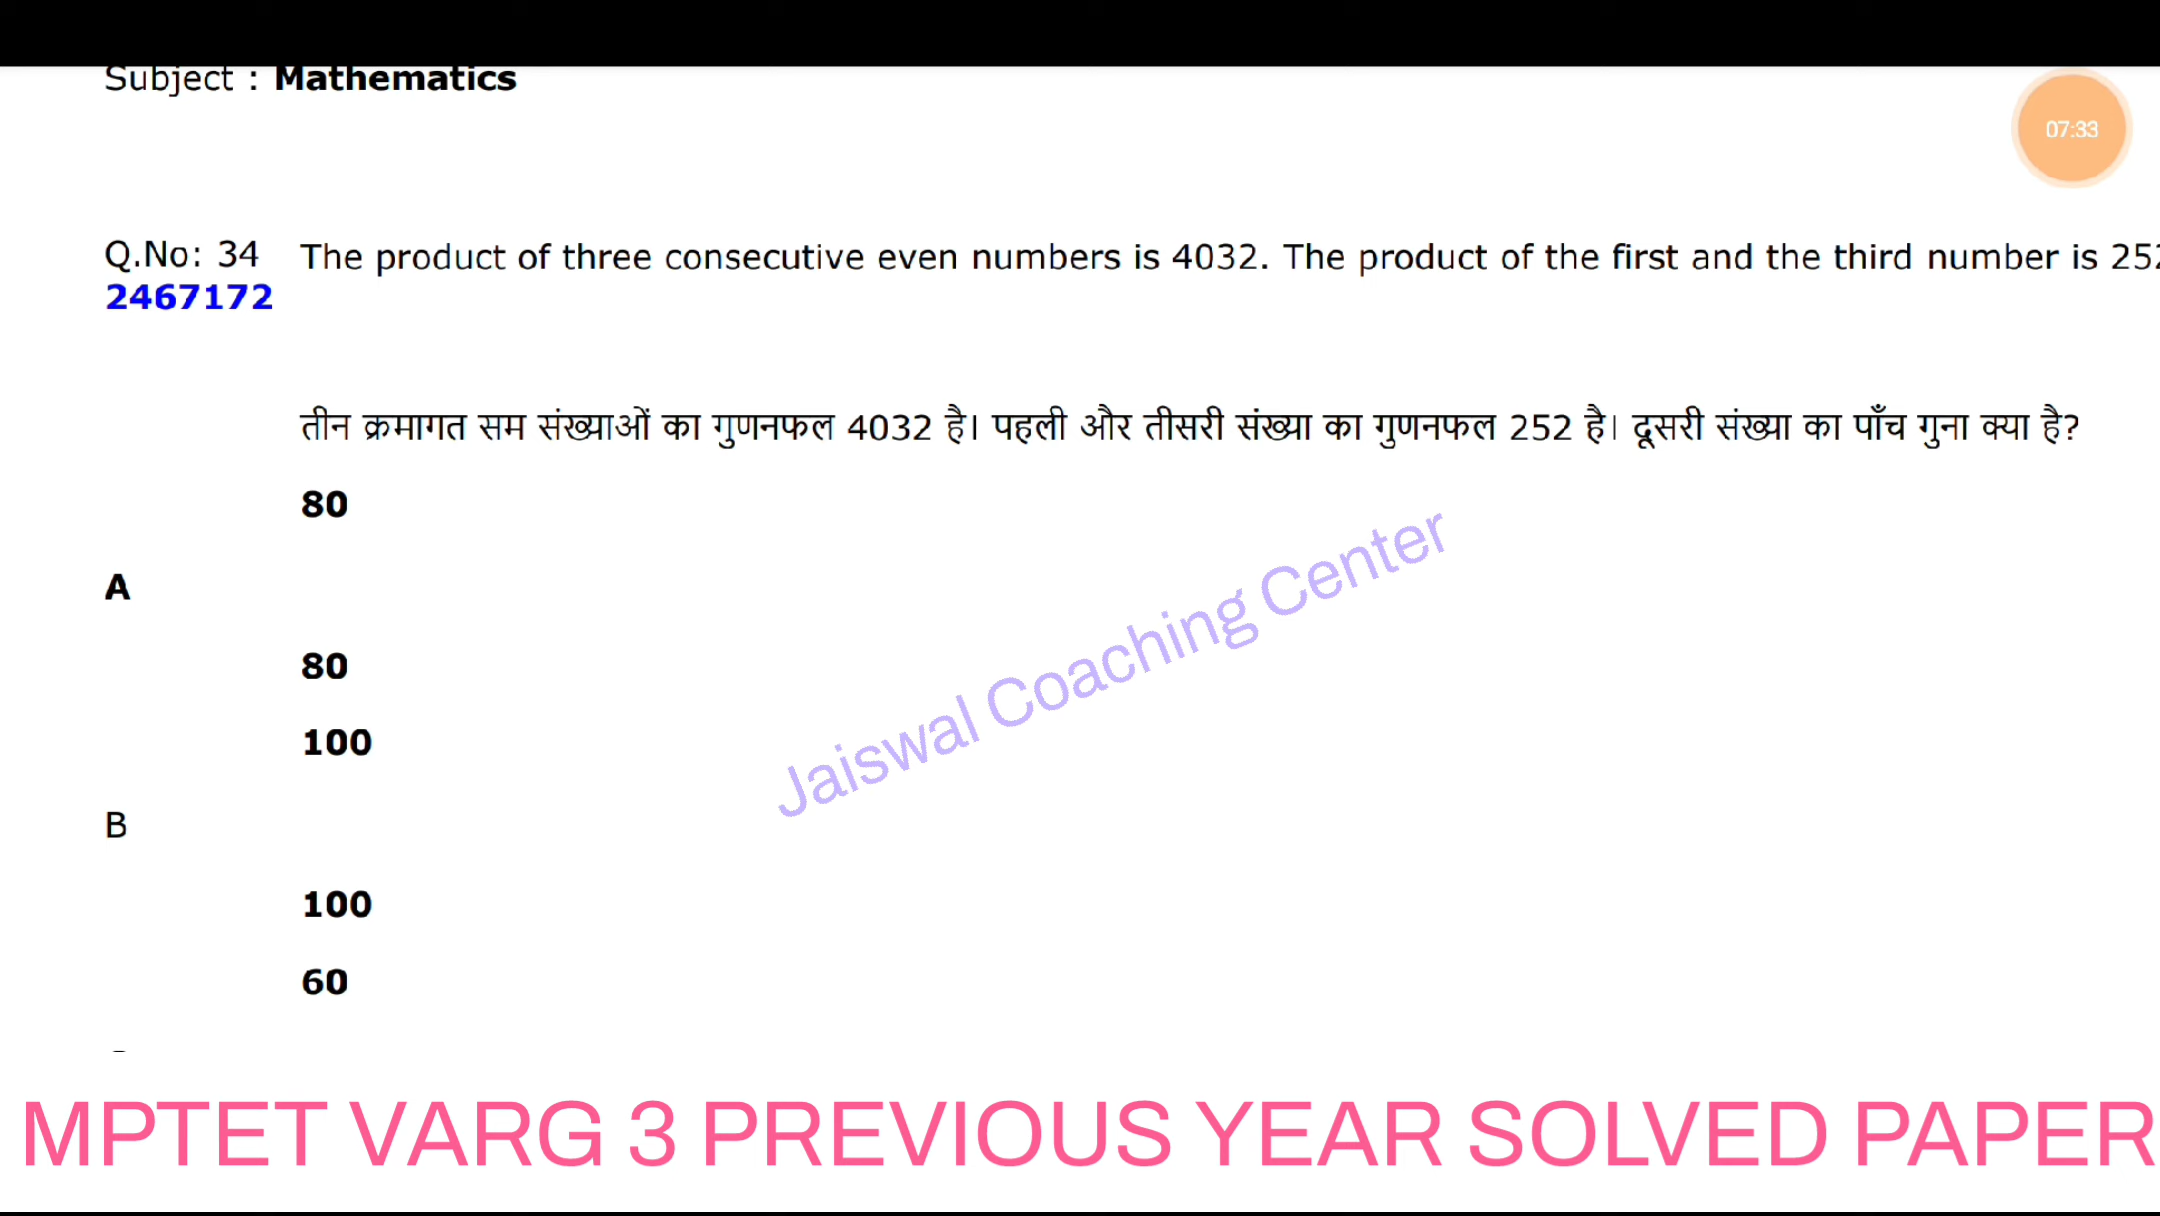 Subject : Mathematics
07:33
Q.No: 34 The product of three consecutive even numbers is 4032. The product of the first and the third number is 252
2467172
तीन क्रमागत सम संख्याओं का गुणनफल 4032 है। पहली और तीसरी संख्या का गुणनफल 252 है। दूसरी संख्या का पाँच गुना क्या है?
80
A
80
100
B
100
60
Jaiswal Coaching Center
MPTET VARG 3 PREVIOUS YEAR SOLVED PAPER